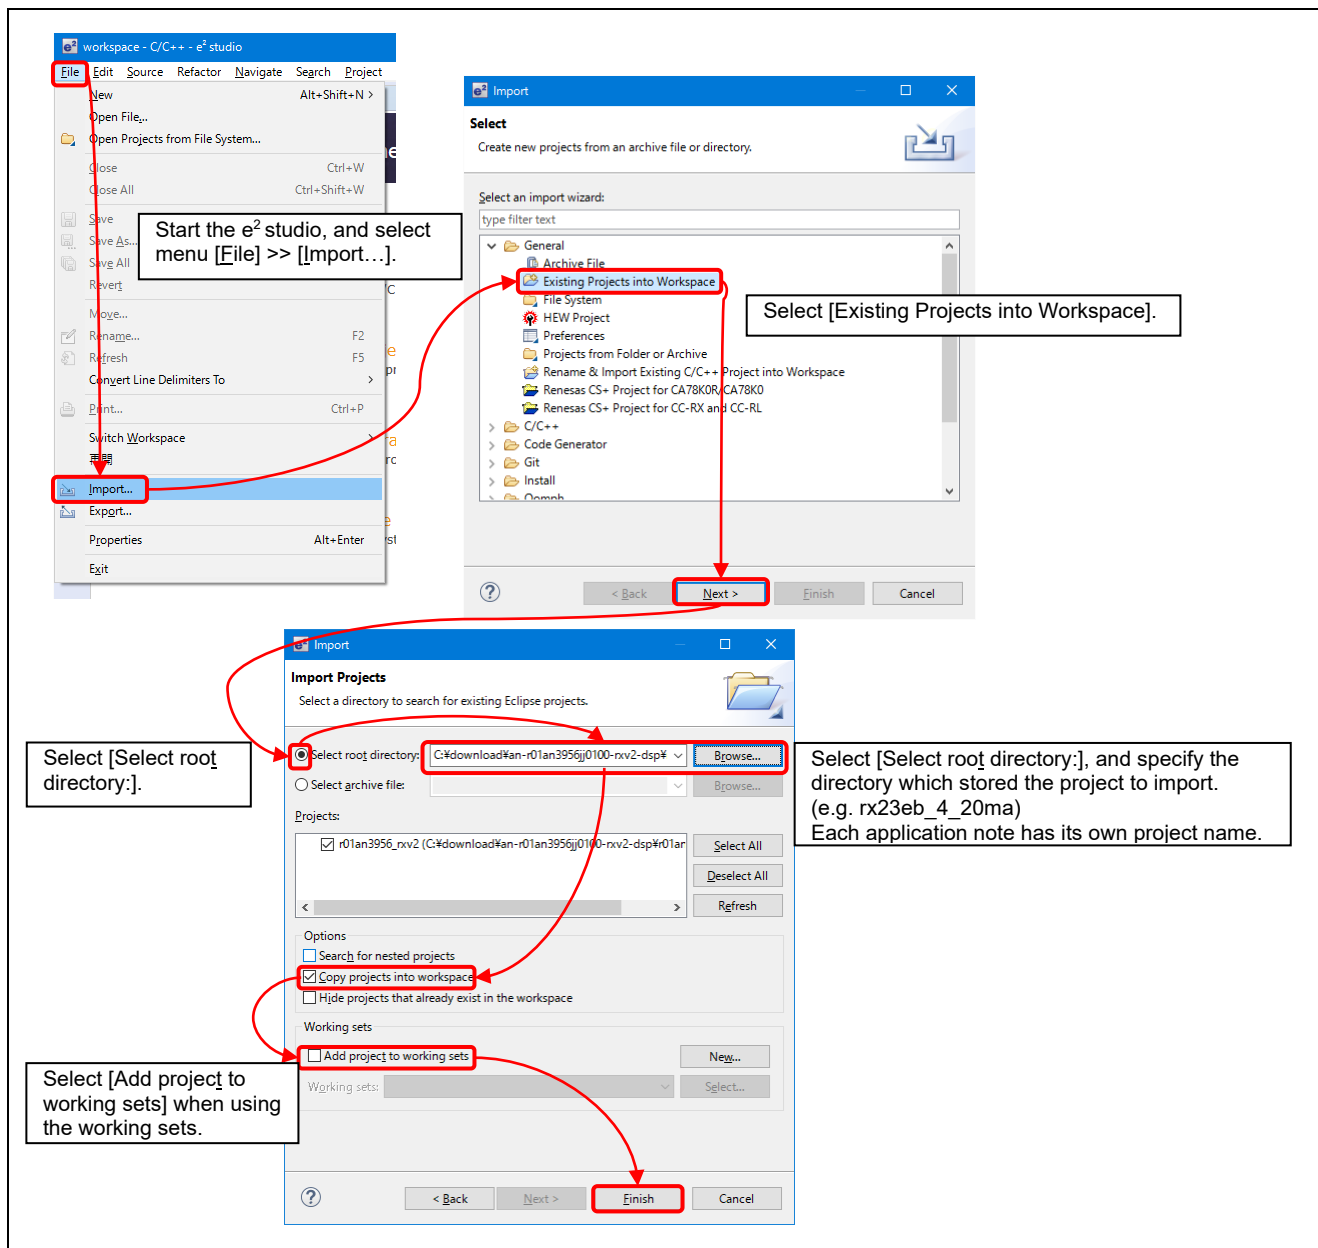 workspace - C/C++ - e² studio
File Edit Source Refactor Navigate Search Project
New Alt+Shift+N >
Open File...
Open Projects from File System...
Close Ctrl+W
Close All Ctrl+Shift+W
Save
Save As...
Save All
Revert
Move...
Rename... F2
Refresh F5
Convert Line Delimiters To >
Print... Ctrl+P
Switch Workspace >
再開
Import...
Export...
Properties Alt+Enter
Exit
Start the e² studio, and select
menu [File] >> [Import…].
Import
Select
Create new projects from an archive file or directory.
Select an import wizard:
type filter text
General
Archive File
Existing Projects into Workspace
File System
HEW Project
Preferences
Projects from Folder or Archive
Rename & Import Existing C/C++ Project into Workspace
Renesas CS+ Project for CA78K0R/CA78K0
Renesas CS+ Project for CC-RX and CC-RL
C/C++
Code Generator
Git
Install
Oomph
< Back Next > Finish Cancel
Select [Existing Projects into Workspace].
Import
Import Projects
Select a directory to search for existing Eclipse projects.
Select root directory: C:¥download¥an-r01an3956jj0100-rxv2-dsp¥ Browse...
Select archive file: Browse...
Projects:
r01an3956_rxv2 (C:¥download¥an-r01an3956jj0100-rxv2-dsp¥r01ar
Select All
Deselect All
Refresh
Options
Search for nested projects
Copy projects into workspace
Hide projects that already exist in the workspace
Working sets
Add project to working sets New...
Working sets: Select...
< Back Next > Finish Cancel
Select [Select root
directory:].
Select [Select root directory:], and specify the
directory which stored the project to import.
(e.g. rx23eb_4_20ma)
Each application note has its own project name.
Select [Add project to
working sets] when using
the working sets.